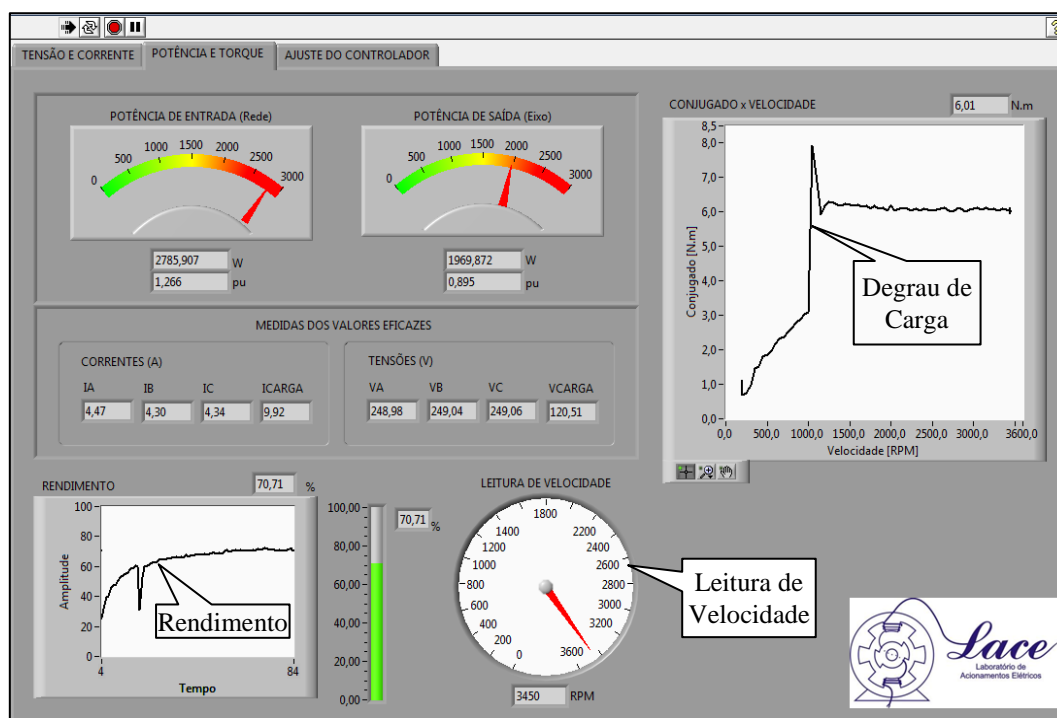 TENSÃO E CORRENTE POTÊNCIA E TORQUE AJUSTE DO CONTROLADOR
POTÊNCIA DE ENTRADA (Rede)
0 500 1000 1500 2000 2500 3000
2785,907 W
1,266 pu
POTÊNCIA DE SAÍDA (Eixo)
0 500 1000 1500 2000 2500 3000
1969,872 W
0,895 pu
MEDIDAS DOS VALORES EFICAZES
CORRENTES (A)
IA IB IC ICARGA
4,47 4,30 4,34 9,92
TENSÕES (V)
VA VB VC VCARGA
248,98 249,04 249,06 120,51
CONJUGADO x VELOCIDADE 6,01 N.m
Conjugado [N.m]
8,5
8,0
7,0
6,0
5,0
4,0
3,0
2,0
1,0
0,0
0,0 500,0 1000,0 1500,0 2000,0 2500,0 3000,0 3600,0
Velocidade [RPM]
Degrau de
Carga
RENDIMENTO 70,71 %
Amplitude
100
80
60
40
20
0
4 84
Tempo
Rendimento
100,00
80,00
60,00
40,00
20,00
0,00
70,71 %
LEITURA DE VELOCIDADE
0 200 400 600 800 1000 1200 1400 1800 2200 2400 2600 2800 3000 3200 3600
3450 RPM
Leitura de
Velocidade
Lace
Laboratório de
Acionamentos Elétricos